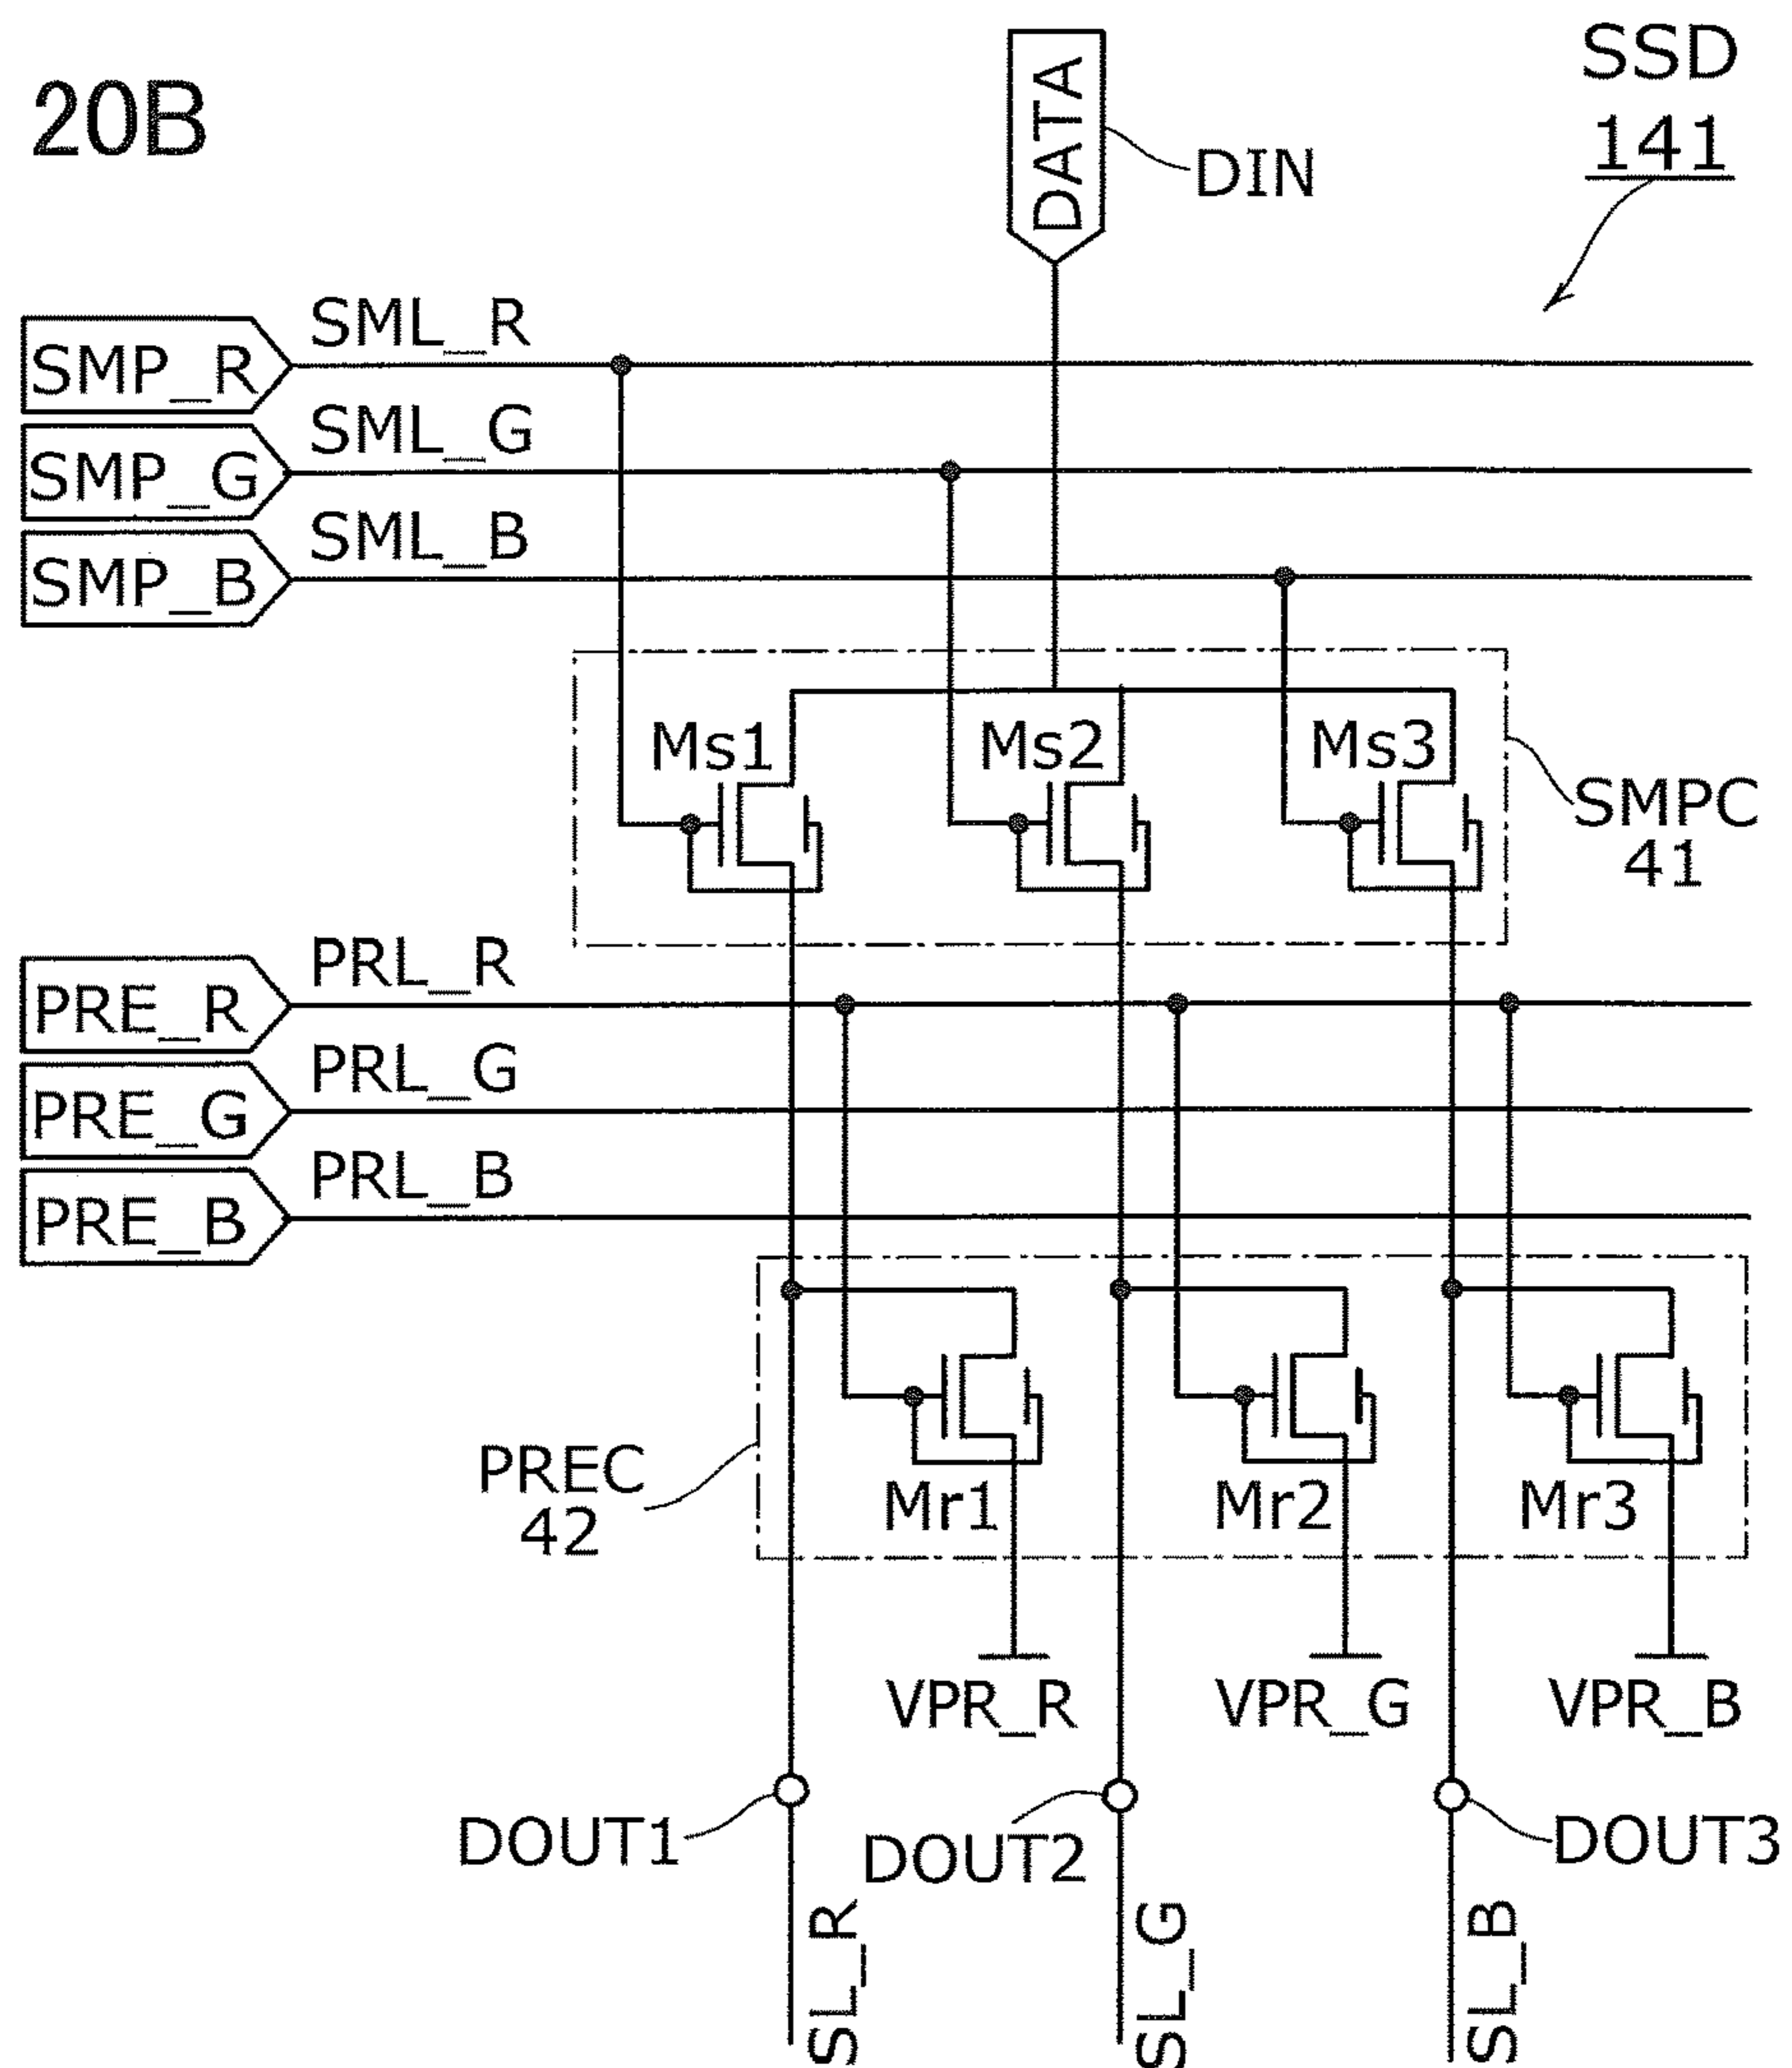 20B
SSD
141
DATA
DIN
SMP_R
SML_R
SMP_G
SML_G
SMP_B
SML_B
Ms1
Ms2
Ms3
SMPC
41
PRE_R
PRL_R
PRE_G
PRL_G
PRE_B
PRL_B
PREC
42
Mr1
Mr2
Mr3
VPR_R
VPR_G
VPR_B
DOUT1
DOUT2
DOUT3
SL_R
SL_G
SL_B